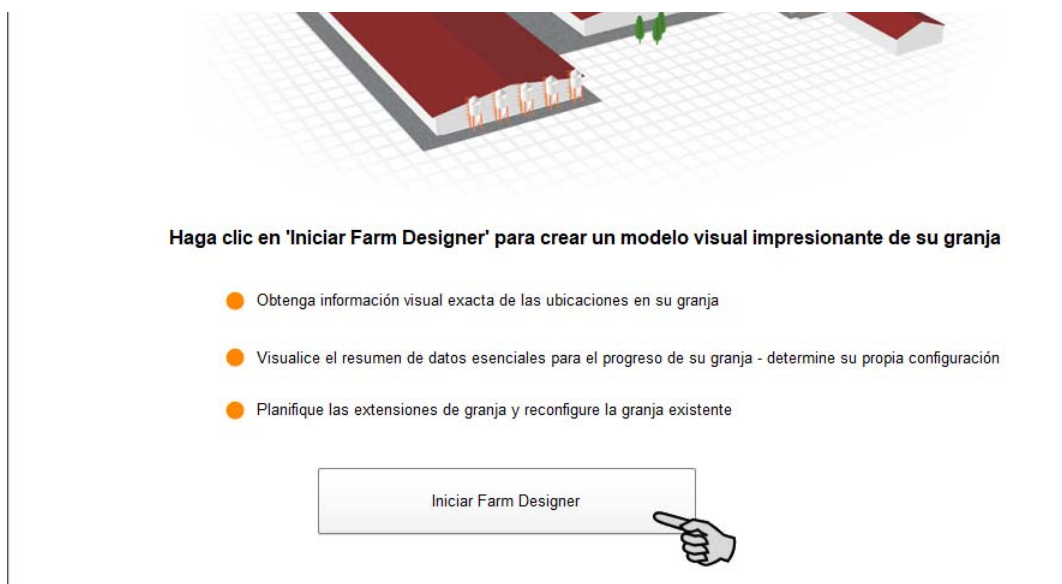 Haga clic en 'Iniciar Farm Designer' para crear un modelo visual impresionante de su granja
Obtenga información visual exacta de las ubicaciones en su granja
Visualice el resumen de datos esenciales para el progreso de su granja - determine su propia configuración
Planifique las extensiones de granja y reconfigure la granja existente
Iniciar Farm Designer